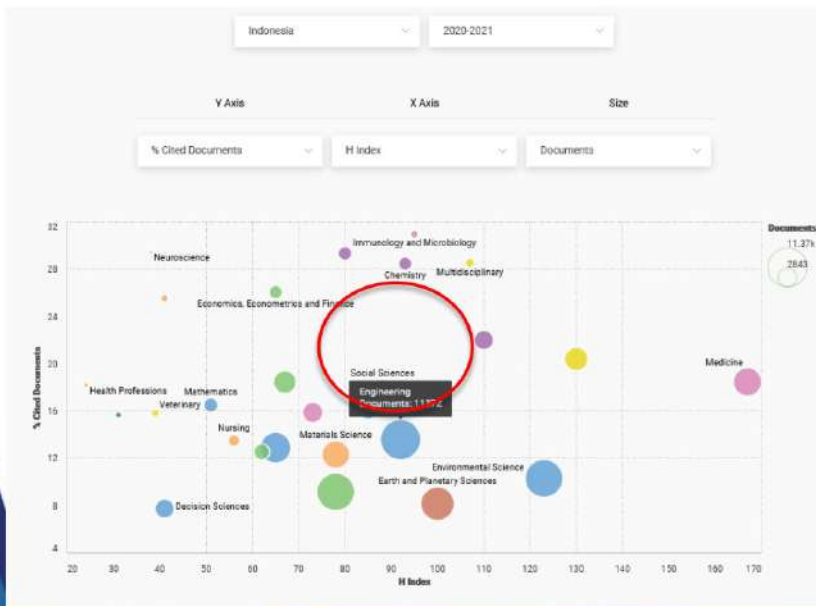 Indonesia
2020-2021
Y Axis
X Axis
Size
% Cited Documents
H Index
Documents
32
28
24
20
16
12
8
4
% Cited Documents
Documents
11.37k
2843
Immunology and Microbiology
Neuroscience
Chemistry
Multidisciplinary
Economics, Econometrics and Finance
Social Sciences
Medicine
Health Professions
Mathematics
Veterinary
Engineering
Documents:
Nursing
Materials Science
Environmental Science
Earth and Planetary Sciences
Decision Sciences
20 30 40 50 60 70 80 90 100 110 120 130 140 150 160 170
H Index